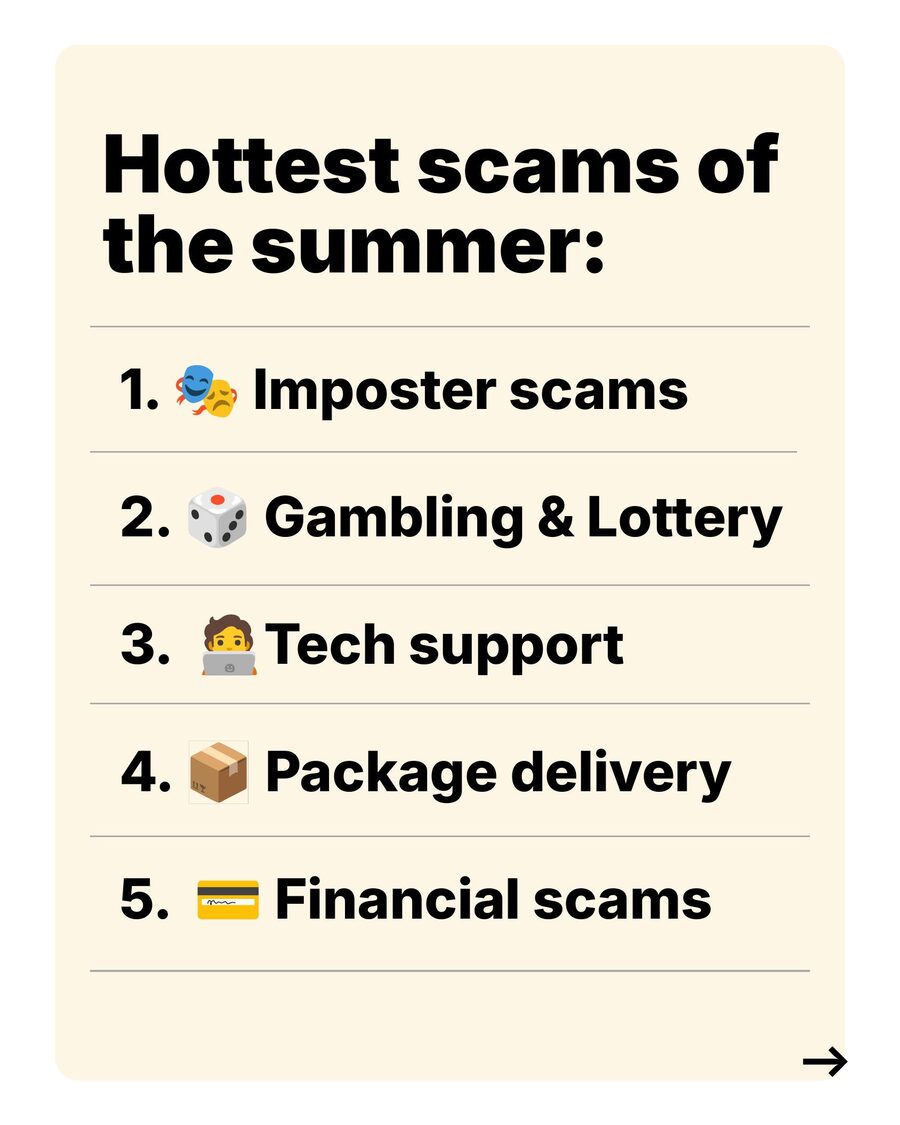 Hottest scams of
the summer:
1. 🎭 Imposter scams
2. 🎲 Gambling & Lottery
3. 🧑‍💻 Tech support
4. 📦 Package delivery
5. 💳 Financial scams
→